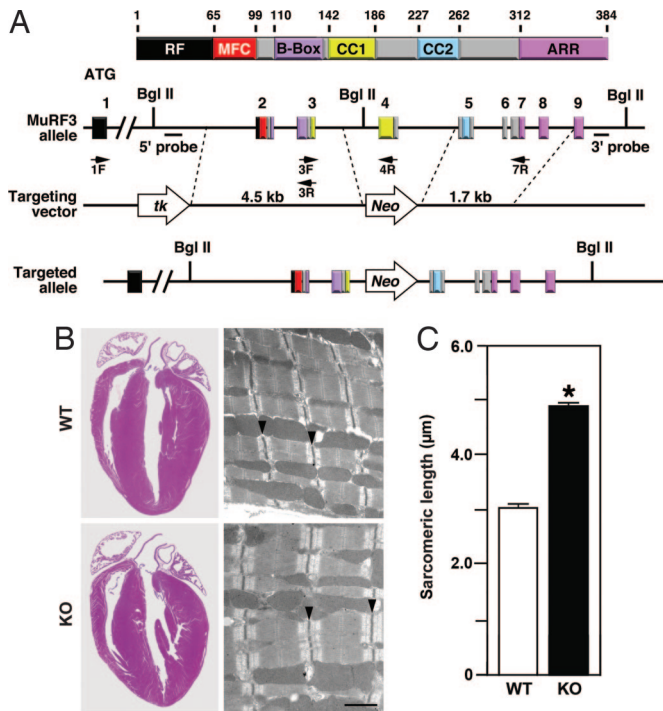 A
1 65 99 110 142 186 227 262 312 384
RF MFC B-Box CC1 CC2 ARR
ATG
1 Bgl II 2 3 Bgl II 4 5 6 7 8 9 Bgl II
MuRF3
allele
5' probe 3' probe
1F 3F 4R 7R
3R
Targeting
vector
tk 4.5 kb Neo 1.7 kb
Bgl II Bgl II
Targeted
allele
Neo
B
WT
KO
C
Sarcomeric length (µm)
6.0
4.0
2.0
0
*
WT KO